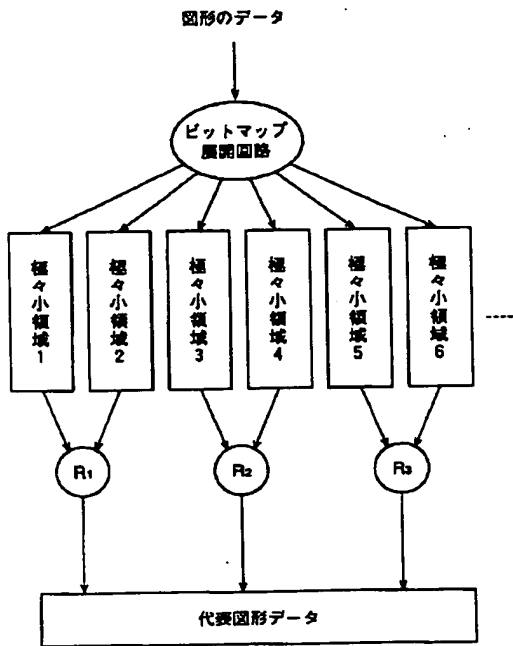 図形のデータ
ビットマップ
展開回路
極々小領域1
極々小領域2
極々小領域3
極々小領域4
極々小領域5
極々小領域6
R1
R2
R3
代表図形データ